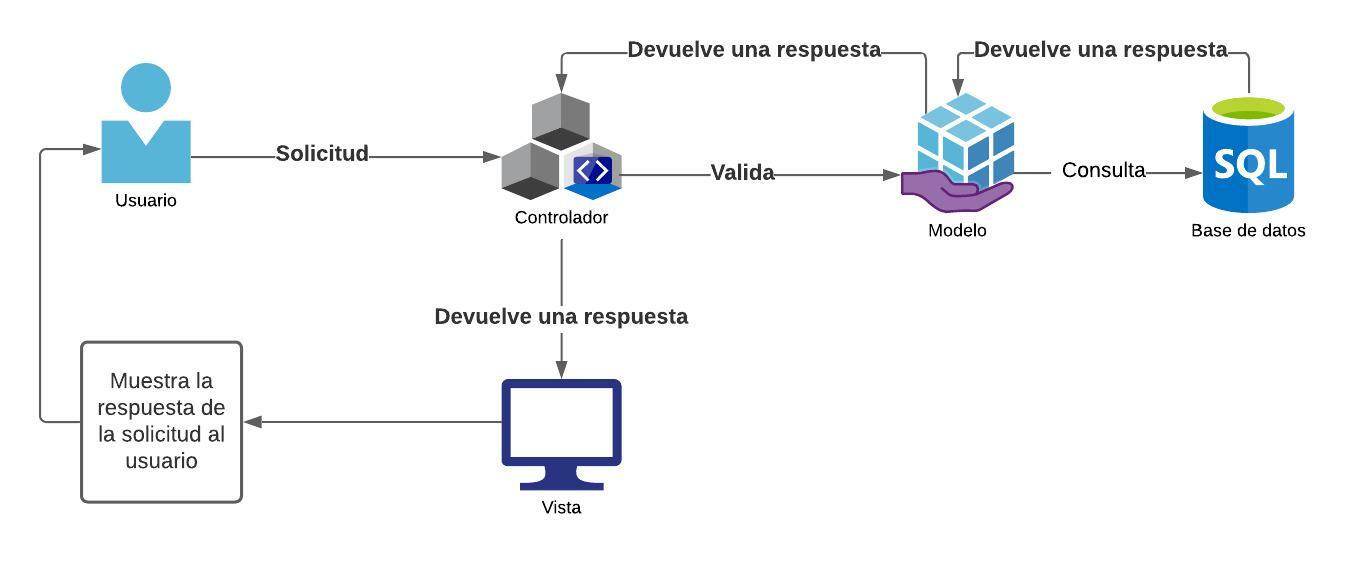 Devuelve una respuesta
Devuelve una respuesta
Solicitud
Valida
Consulta
SQL
Usuario
Controlador
Modelo
Base de datos
Devuelve una respuesta
Muestra la
respuesta de
la solicitud al
usuario
Vista